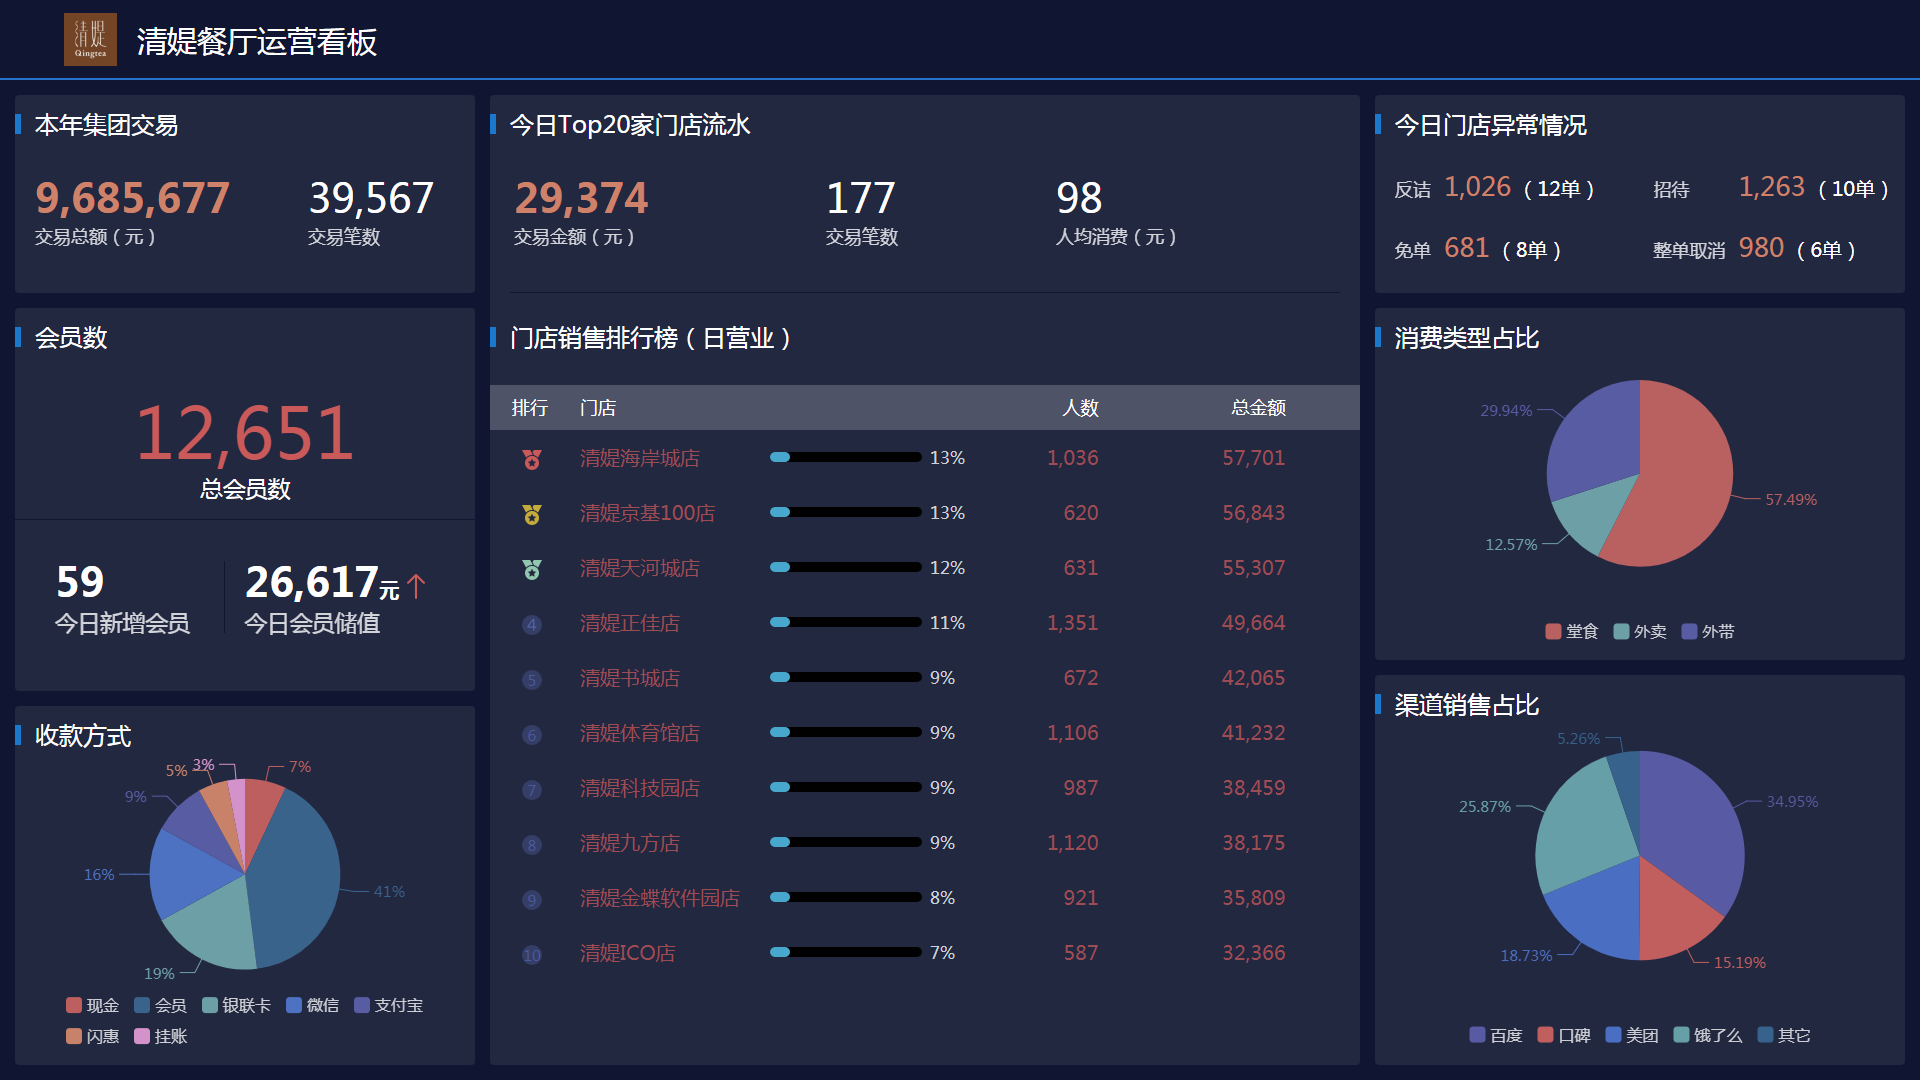 清媞
Qingtea
清媞餐厅运营看板
本年集团交易
9,685,677
交易总额（元）
39,567
交易笔数
会员数
12,651
总会员数
59
今日新增会员
26,617元
今日会员储值
收款方式
3%
7%
5%
9%
16%
41%
19%
现金 会员 银联卡 微信 支付宝
闪惠 挂账
今日Top20家门店流水
29,374
交易金额（元）
177
交易笔数
98
人均消费（元）
门店销售排行榜（日营业）
排行 门店 人数 总金额
清媞海岸城店 13% 1,036 57,701
清媞京基100店 13% 620 56,843
清媞天河城店 12% 631 55,307
4 清媞正佳店 11% 1,351 49,664
5 清媞书城店 9% 672 42,065
6 清媞体育馆店 9% 1,106 41,232
7 清媞科技园店 9% 987 38,459
8 清媞九方店 9% 1,120 38,175
9 清媞金蝶软件园店 8% 921 35,809
10 清媞ICO店 7% 587 32,366
今日门店异常情况
反诘 1,026（12单） 招待 1,263（10单）
免单 681（8单） 整单取消 980（6单）
消费类型占比
29.94%
57.49%
12.57%
堂食 外卖 外带
渠道销售占比
5.26%
34.95%
25.87%
18.73%
15.19%
百度 口碑 美团 饿了么 其它